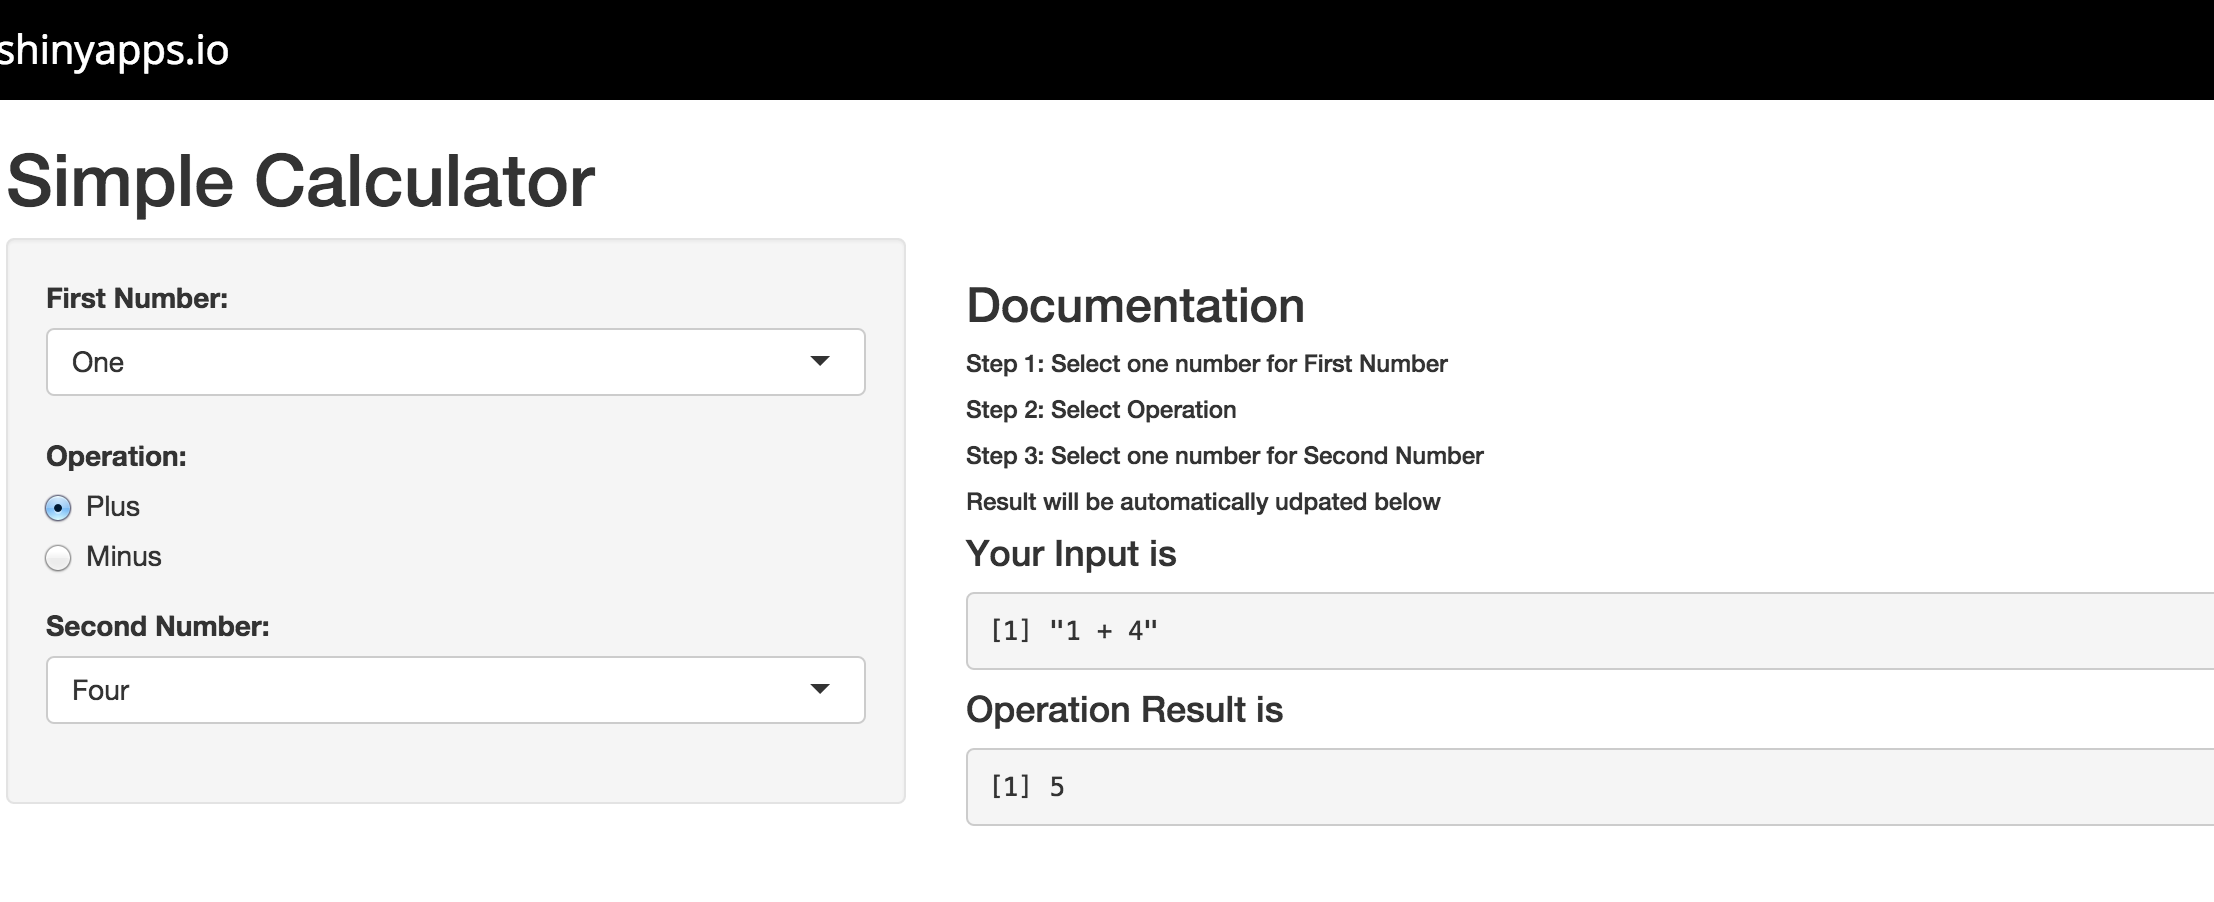 shinyapps.io
Simple Calculator
First Number:
One
Operation:
Plus
Minus
Second Number:
Four
Documentation
Step 1: Select one number for First Number
Step 2: Select Operation
Step 3: Select one number for Second Number
Result will be automatically udpated below
Your Input is
[1] "1 + 4"
Operation Result is
[1] 5